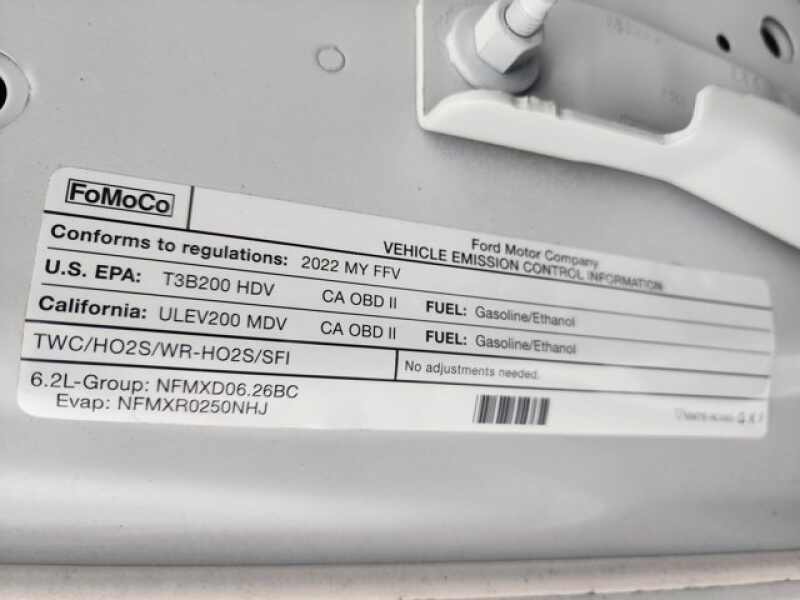 FoMoCo
Ford Motor Company
VEHICLE EMISSION CONTROL INFORMATION
Conforms to regulations: 2022 MY FFV
U.S. EPA: T3B200 HDV CA OBD II FUEL: Gasoline/Ethanol
California: ULEV200 MDV CA OBD II FUEL: Gasoline/Ethanol
TWC/HO2S/WR-HO2S/SFI
No adjustments needed.
6.2L-Group: NFMXD06.26BC
Evap: NFMXR0250NHJ